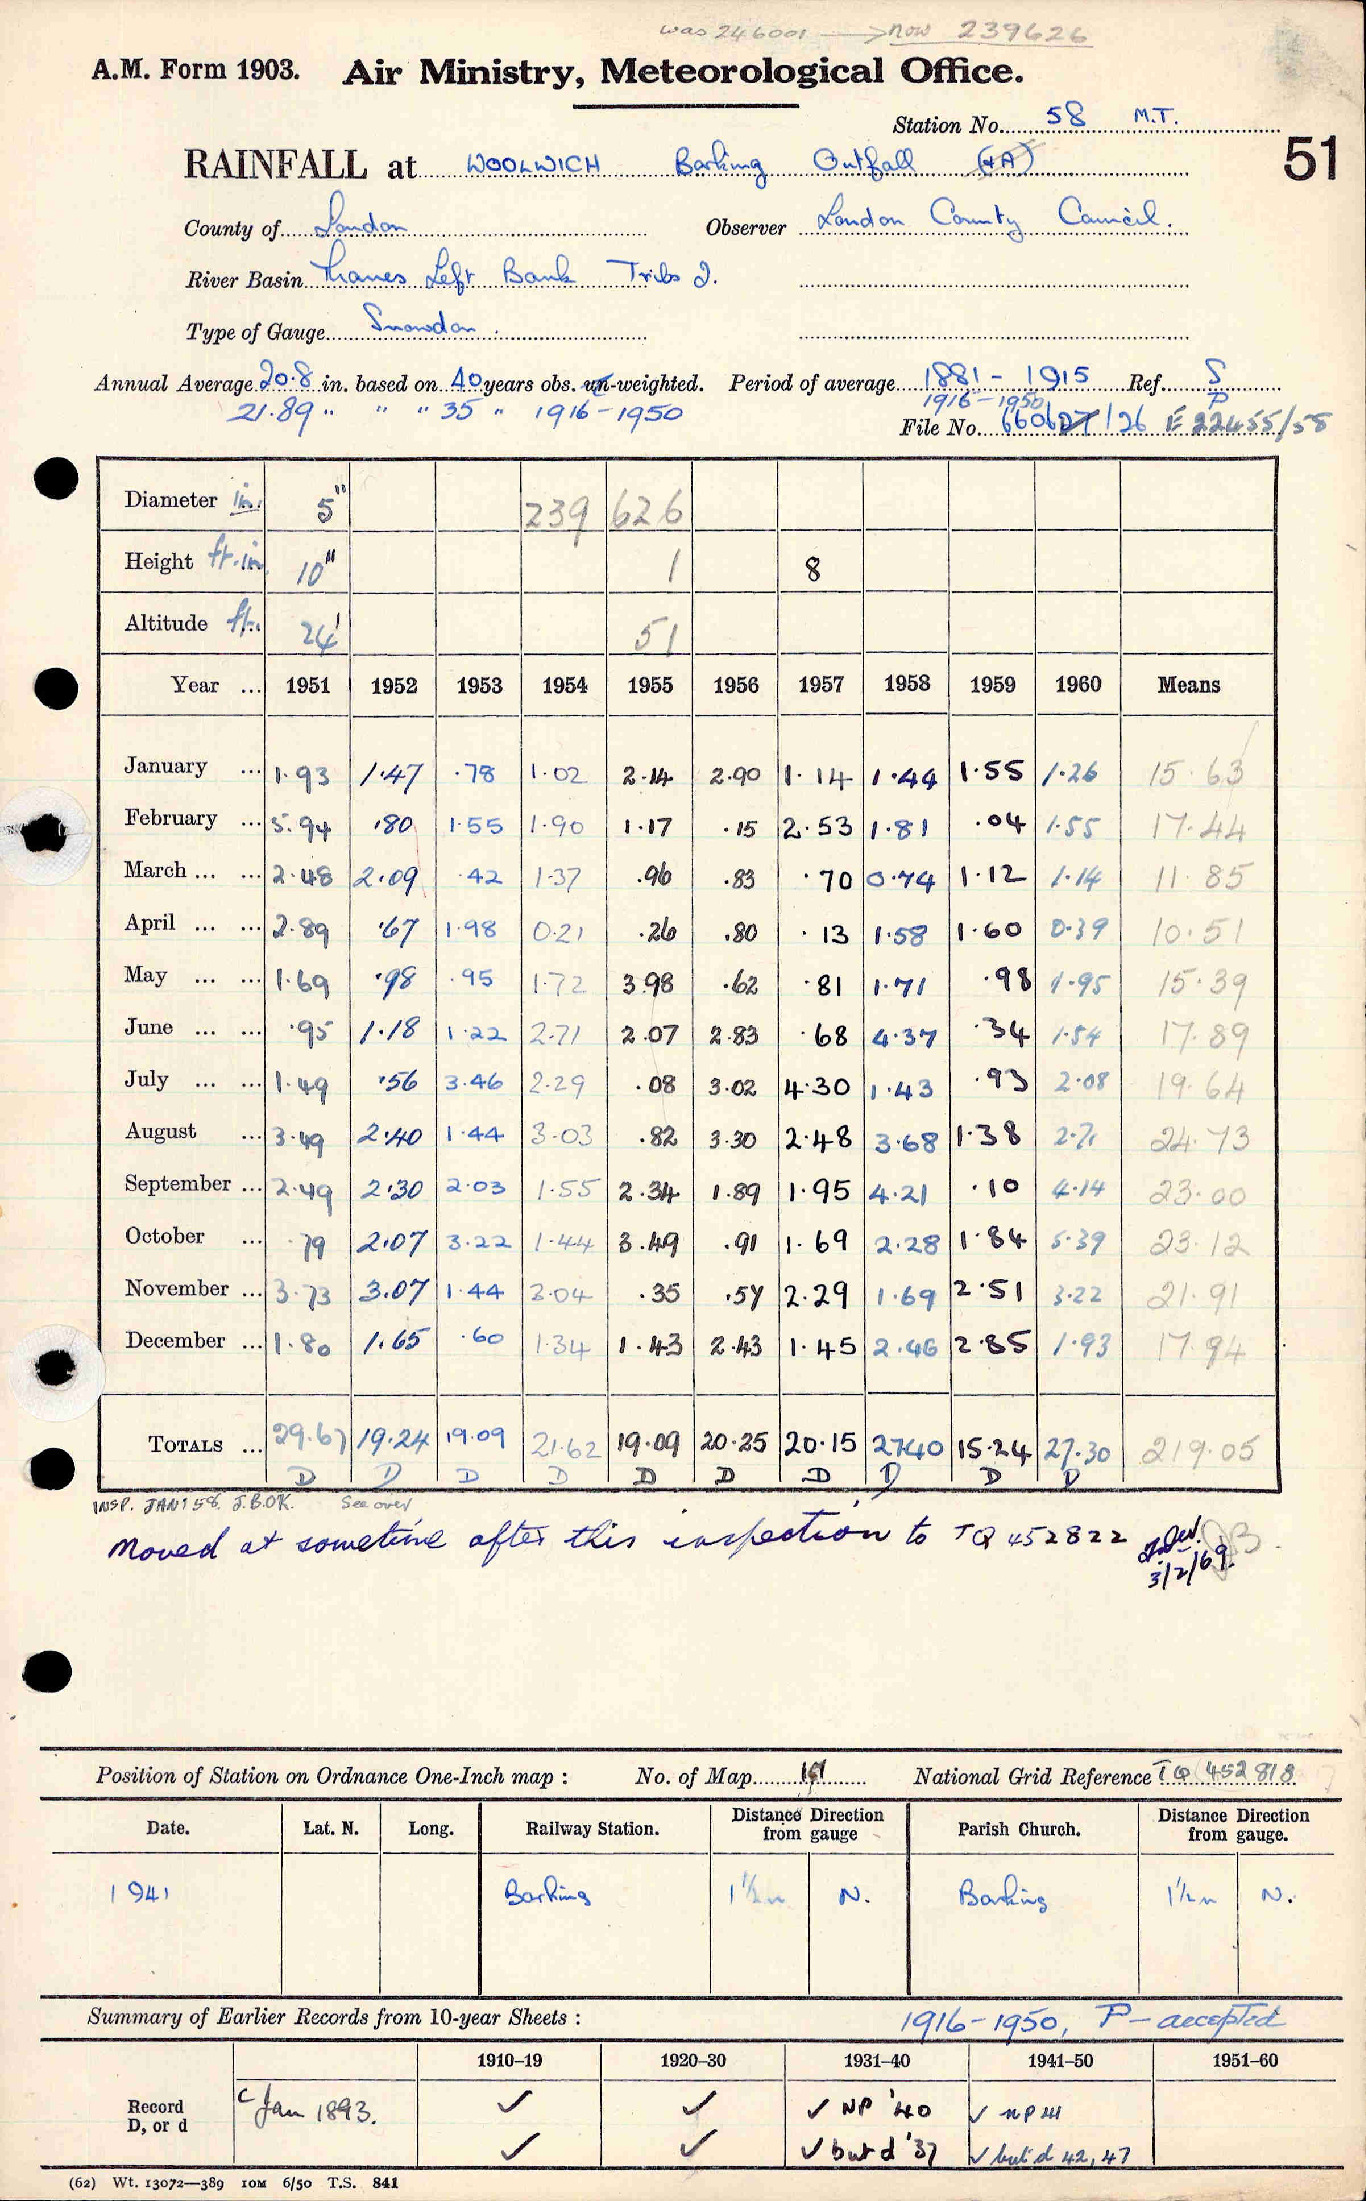 was 246001 → now 239626
A.M. Form 1903. Air Ministry, Meteorological Office.
Station No. 58 M.T.
51
RAINFALL at WOOLWICH Barking Outfall (HA)
County of London Observer London County Council.
River Basin Thames Left Bank Tribs 2.
Type of Gauge Snowdon.
Annual Average 20.8 in. based on 40 years obs. un-weighted. Period of average 1881 - 1915 Ref. S
21.89 " " " 35 " 1916 - 1950 1916 - 1950 P
File No. 660627/26 E 22455/58
Diameter in. 5" 239 626
Height ft.in 10" 1 8
Altitude ft. 24' 51
Year ... 1951 1952 1953 1954 1955 1956 1957 1958 1959 1960 Means
January ... 1.93 1.47 .78 1.02 2.14 2.90 1.14 1.44 1.55 1.26 15.63
February ... 5.94 .80 1.55 1.90 1.17 .15 2.53 1.81 .04 1.55 17.44
March ... ... 2.48 2.09 .42 1.37 .96 .83 .70 0.74 1.12 1.14 11.85
April ... ... 2.89 .67 1.98 0.21 .26 .80 .13 1.58 1.60 0.39 10.51
May ... ... 1.69 .98 .95 1.72 3.98 .62 .81 1.71 .98 1.95 15.39
June ... ... .95 1.18 1.22 2.71 2.07 2.83 .68 4.37 .34 1.54 17.89
July ... ... 1.49 .56 3.46 2.29 .08 3.02 4.30 1.43 .93 2.08 19.64
August ... 3.49 2.40 1.44 3.03 .82 3.30 2.48 3.68 1.38 2.71 24.73
September ... 2.49 2.30 2.03 1.55 2.34 1.89 1.95 4.21 .10 4.14 23.00
October ... .79 2.07 3.22 1.44 3.49 .91 1.69 2.28 1.84 5.39 23.12
November ... 3.73 3.07 1.44 3.04 .35 .57 2.29 1.69 2.51 3.22 21.91
December ... 1.80 1.65 .60 1.34 1.43 2.43 1.45 2.46 2.85 1.93 17.94
TOTALS ... 29.67 19.24 19.09 21.62 19.09 20.25 20.15 27.40 15.24 27.30 219.05
D D D D D D D D D D
INSP. JAN '58. J.B.OK. See over
Moved at sometime after this inspection to TQ 452822
3/2/69.
Position of Station on Ordnance One-Inch map : No. of Map 161 National Grid Reference TQ 452818
Date. Lat. N. Long. Railway Station. Distance Direction from gauge Parish Church. Distance Direction from gauge.
1941 Barking 1½m N. Barking 1½m N.
Summary of Earlier Records from 10-year Sheets : 1916-1950, P - accepted
1910–19 1920–30 1931–40 1941–50 1951–60
Record D, or d c Jan 1893. ✓ ✓ ✓ NP '40 ✓ NP 41
✓ ✓ ✓ but d '37 ✓ but d 42, 47
(62) Wt. 13072—389 10M 6/50 T.S. 841